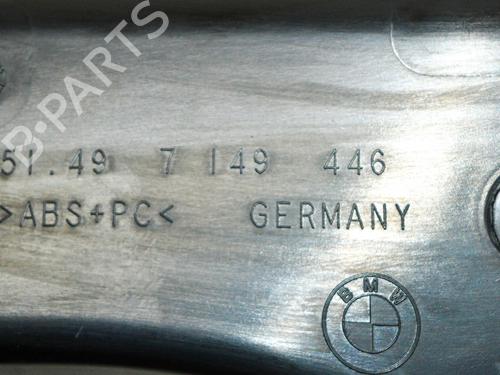 B-PARTS
51.49 7 149 446
>ABS+PC< GERMANY
BMW